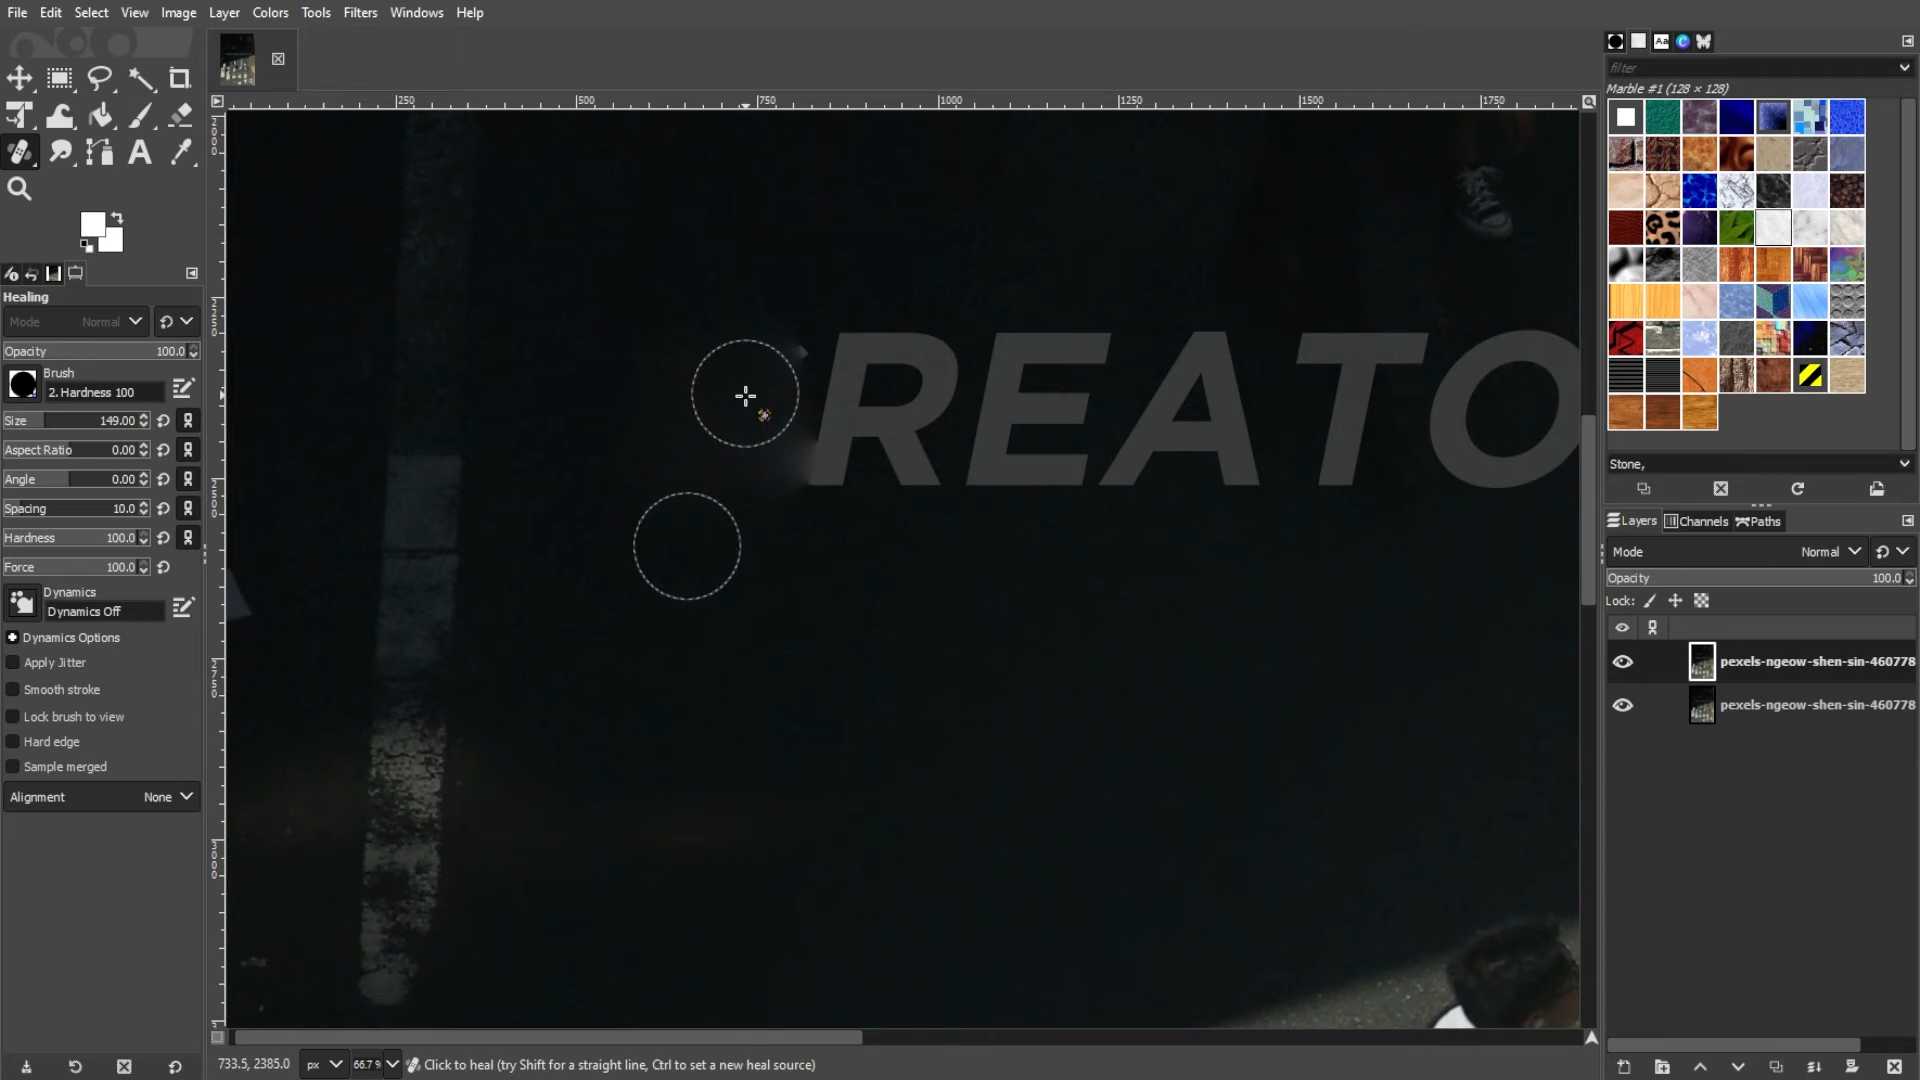 File Edit Select View Image Layer Colors Tools Filters Windows Help
filter
Marble #1 (128 × 128)
250 500 750 1000 1250 1500 1750
Healing
Mode Normal
Opacity 100.0
Brush
2. Hardness 100
Size 149.00
Aspect Ratio 0.00
Angle 0.00
Spacing 10.0
Hardness 100.0
Force 100.0
Dynamics
Dynamics Off
Dynamics Options
Apply Jitter
Smooth stroke
Lock brush to view
Hard edge
Sample merged
Alignment None
REATO
Stone,
Layers Channels Paths
Mode Normal
Opacity 100.0
Lock:
pexels-ngeow-shen-sin-460778
pexels-ngeow-shen-sin-460778
733.5, 2385.0 px 66.7 % Click to heal (try Shift for a straight line, Ctrl to set a new heal source)